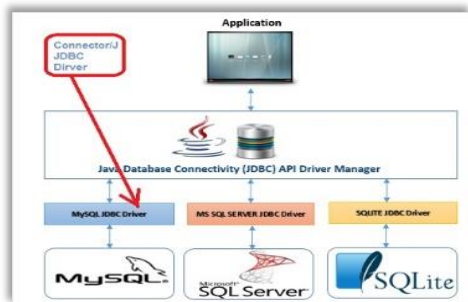 Application
Connector/J
JDBC
Dirver
Java Database Connectivity (JDBC) API Driver Manager
MySQL JDBC Driver
MS SQL SERVER JDBC Driver
SQLITE JDBC Driver
MySQL
Microsoft
SQL Server
SQLite